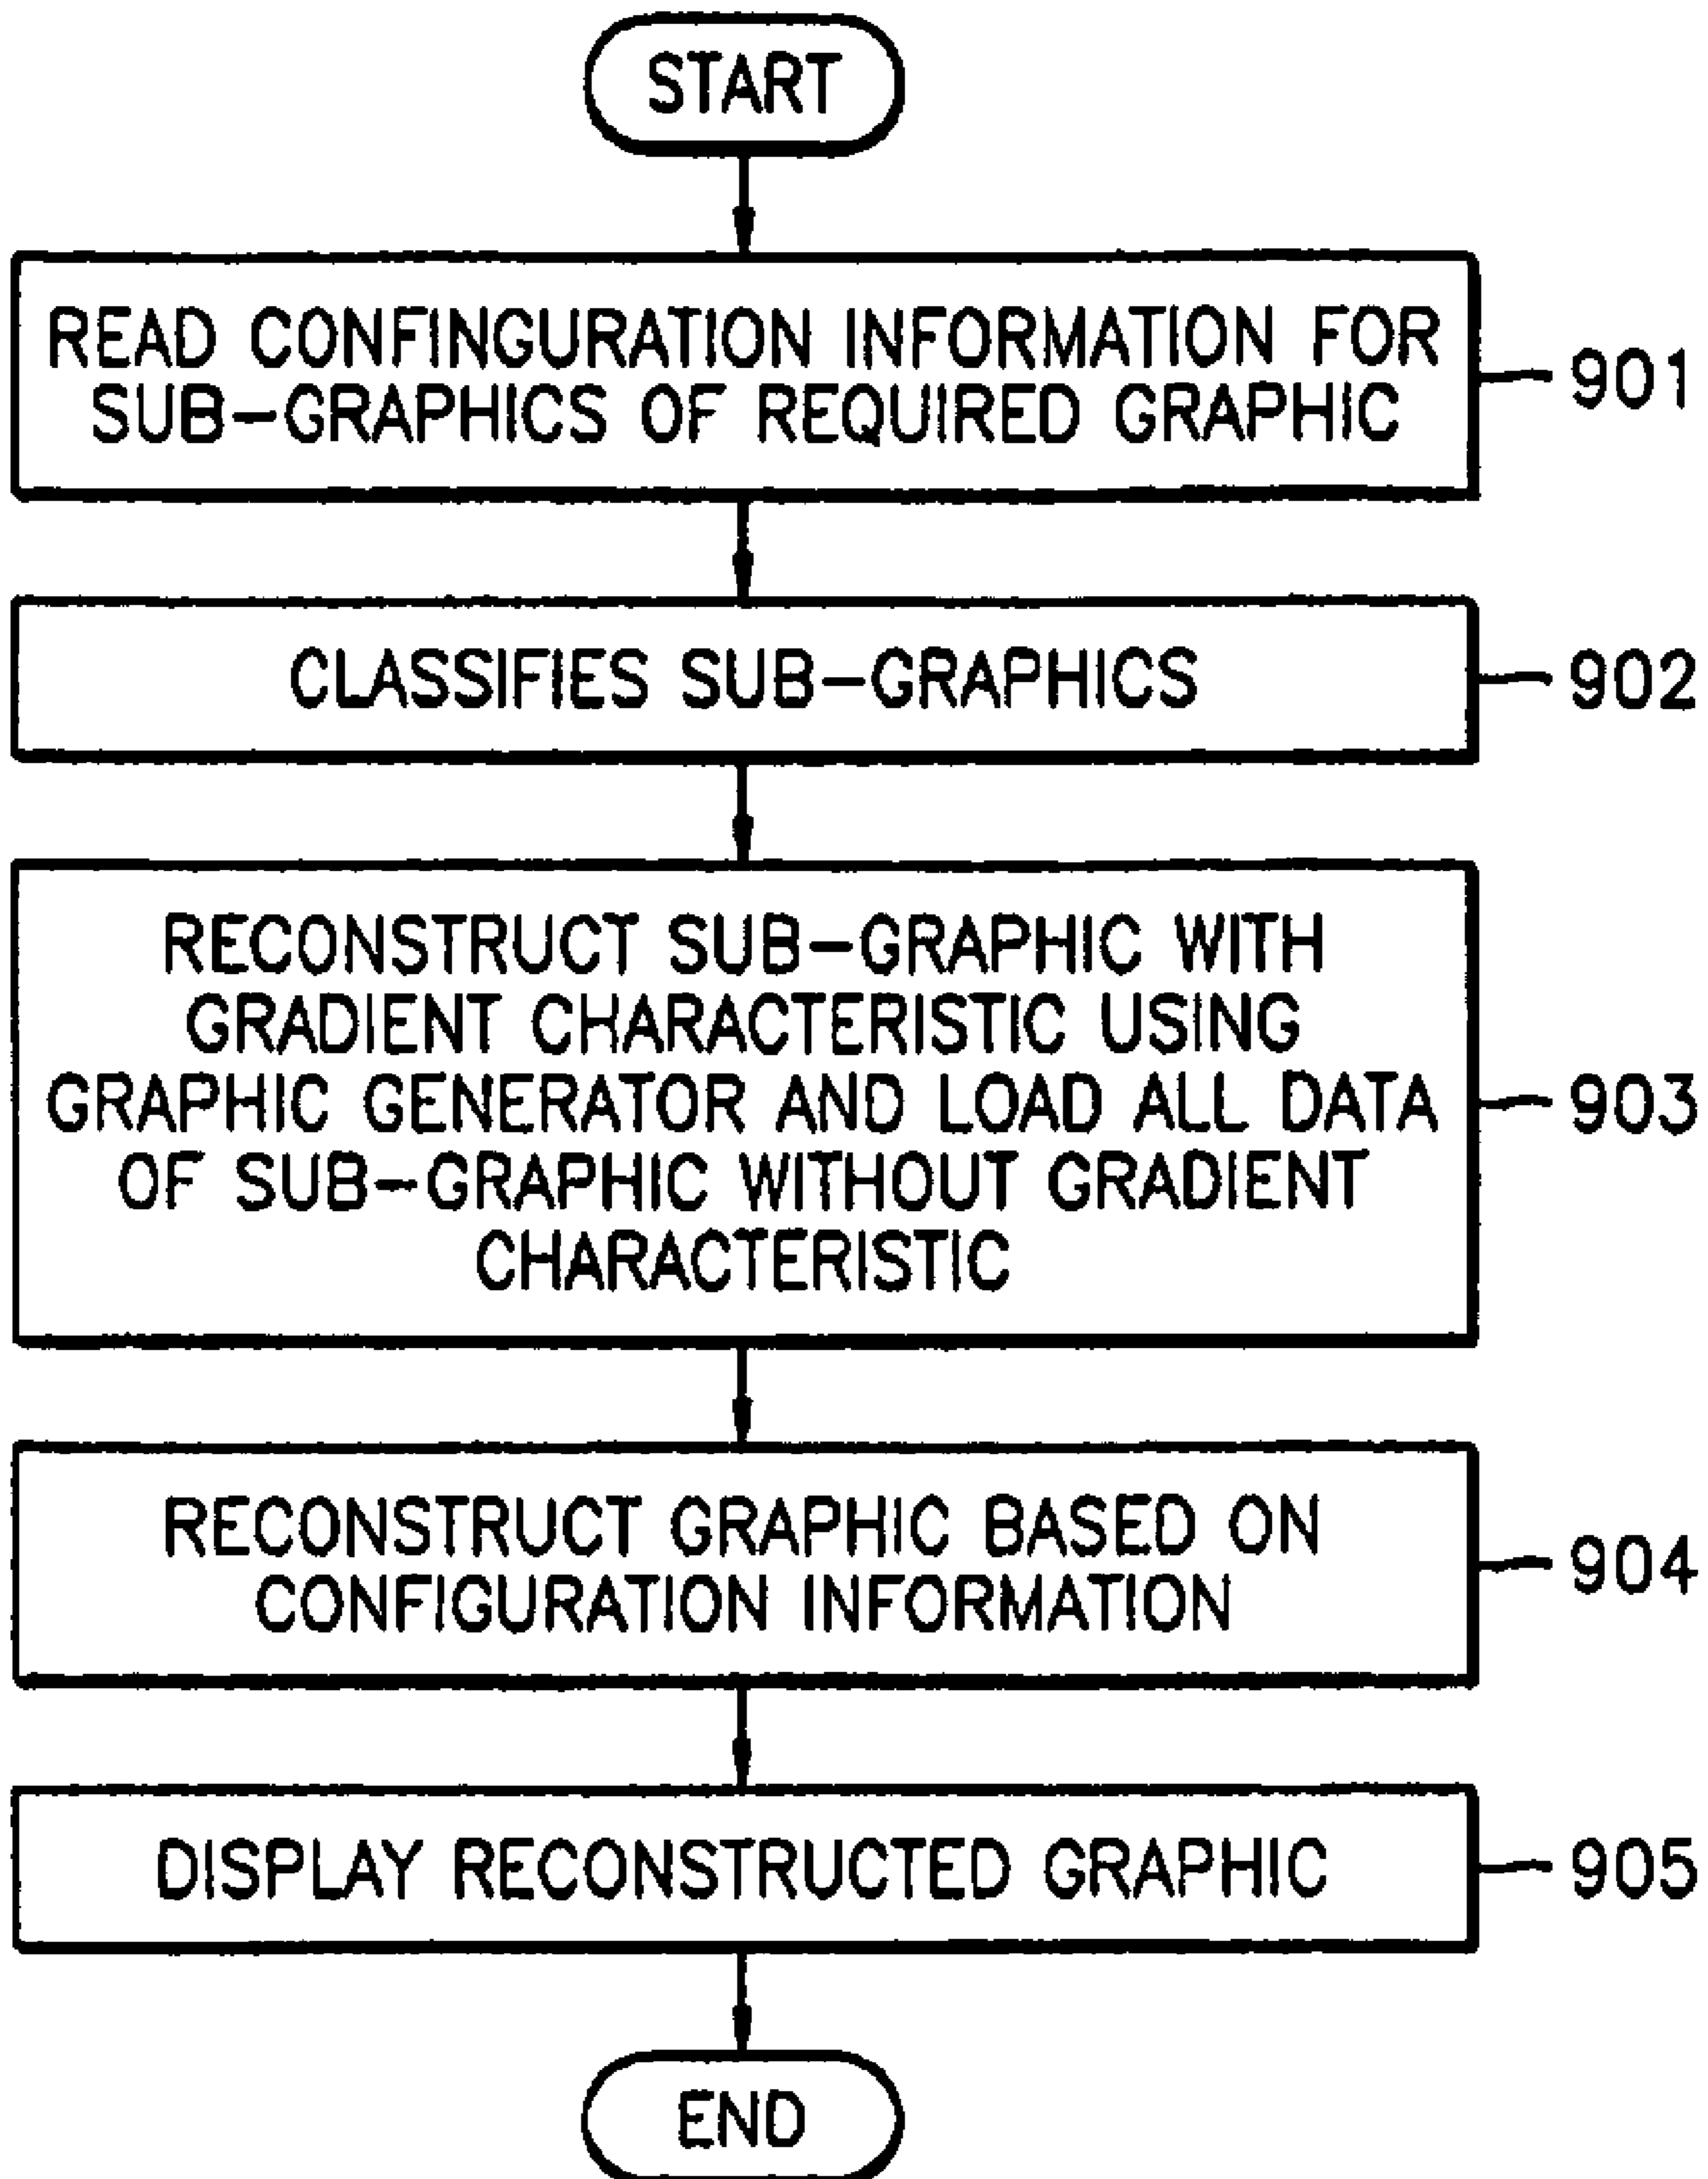 START
READ CONFINGURATION INFORMATION FOR
SUB-GRAPHICS OF REQUIRED GRAPHIC
901
CLASSIFIES SUB-GRAPHICS
902
RECONSTRUCT SUB-GRAPHIC WITH
GRADIENT CHARACTERISTIC USING
GRAPHIC GENERATOR AND LOAD ALL DATA
OF SUB-GRAPHIC WITHOUT GRADIENT
CHARACTERISTIC
903
RECONSTRUCT GRAPHIC BASED ON
CONFIGURATION INFORMATION
904
DISPLAY RECONSTRUCTED GRAPHIC
905
END